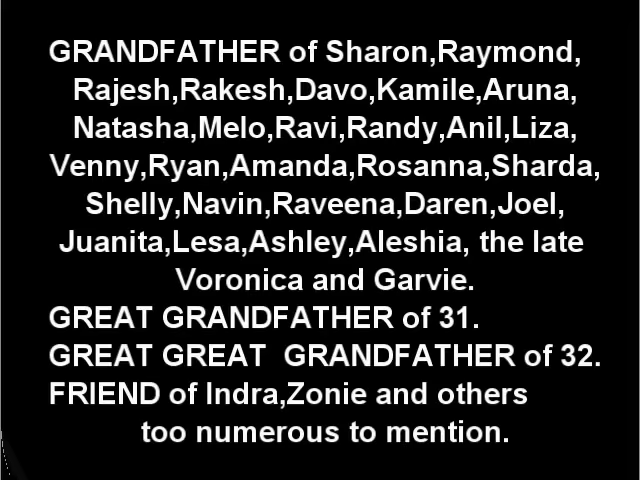 GRANDFATHER of Sharon,Raymond,
Rajesh,Rakesh,Davo,Kamile,Aruna,
Natasha,Melo,Ravi,Randy,Anil,Liza,
Venny,Ryan,Amanda,Rosanna,Sharda,
Shelly,Navin,Raveena,Daren,Joel,
Juanita,Lesa,Ashley,Aleshia, the late
Voronica and Garvie.
GREAT GRANDFATHER of 31.
GREAT GREAT  GRANDFATHER of 32.
FRIEND of Indra,Zonie and others
too numerous to mention.